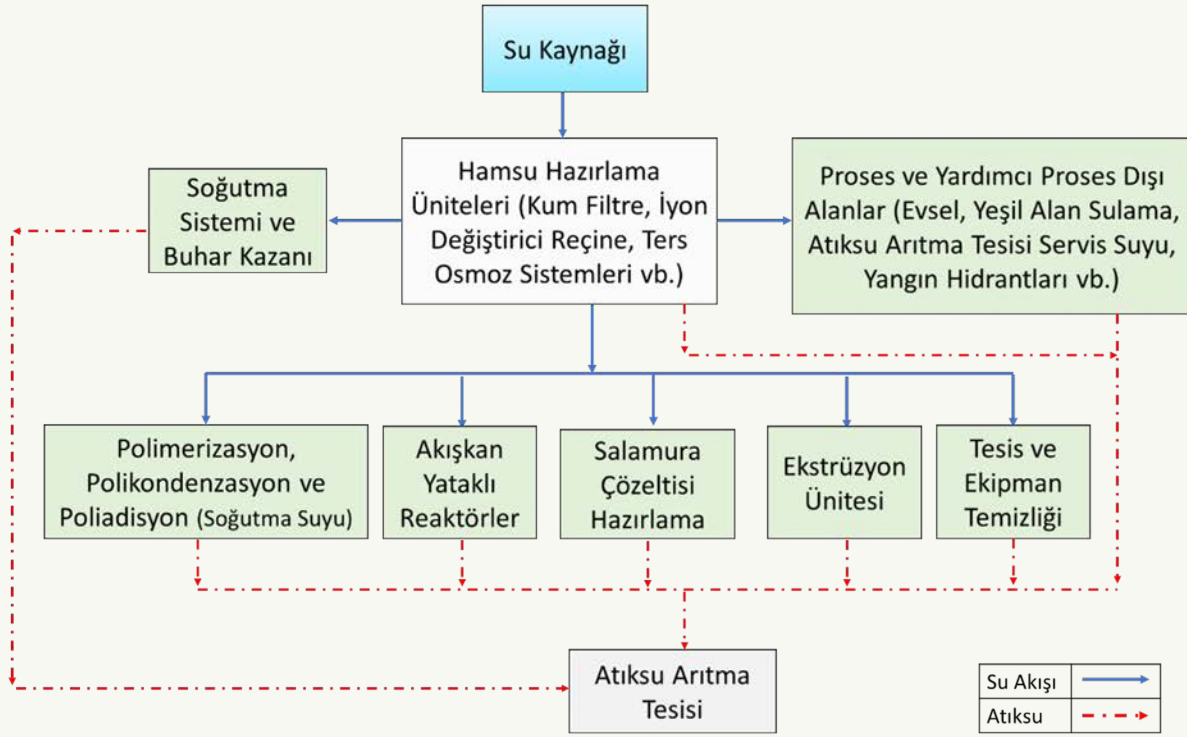 Su Kaynağı
Hamsu Hazırlama
Üniteleri (Kum Filtre, İyon
Değiştirici Reçine, Ters
Osmoz Sistemleri vb.)
Soğutma
Sistemi ve
Buhar Kazanı
Proses ve Yardımcı Proses Dışı
Alanlar (Evsel, Yeşil Alan Sulama,
Atıksu Arıtma Tesisi Servis Suyu,
Yangın Hidrantları vb.)
Polimerizasyon,
Polikondenzasyon ve
Poliadisyon (Soğutma Suyu)
Akışkan
Yataklı
Reaktörler
Salamura
Çözeltisi
Hazırlama
Ekstrüzyon
Ünitesi
Tesis ve
Ekipman
Temizliği
Atıksu Arıtma
Tesisi
Su Akışı
Atıksu